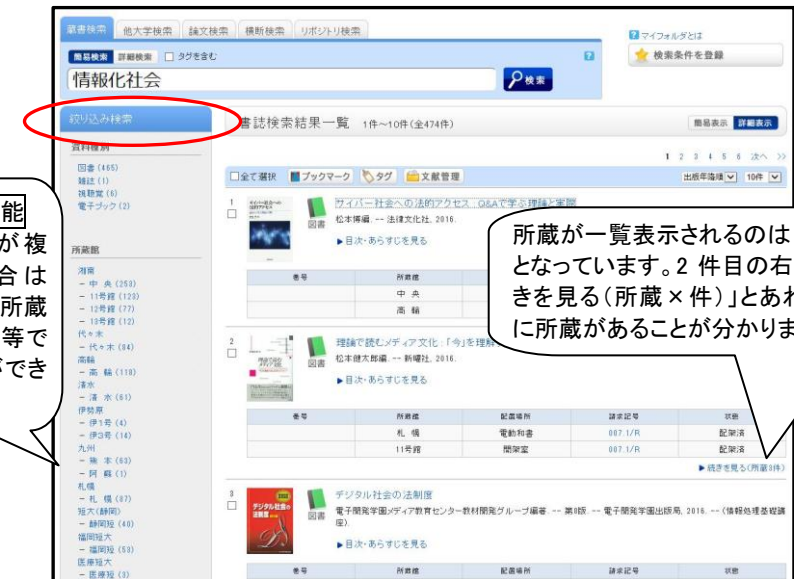 蔵書検索 他大学検索 論文検索 横断検索 リポジトリ検索
マイフォルダとは
簡易検索 詳細検索 タグを含む
検索条件を登録
情報化社会
検索
絞り込み検索
書誌検索結果一覧 1件～10件(全474件)
簡易表示 詳細表示
資料種別
1 2 3 4 5 6 次へ >>
図書 (465)
雑誌 (1)
視聴覚 (6)
電子ブック (2)
全て選択 ブックマーク タグ 文献管理
出版年降順 10件
能
が複
合は
所蔵
等で
ができ
1
サイバー社会への法的アクセス : Q&Aで学ぶ理論と実際
図書
松本博編. -- 法律文化社, 2016.
▶目次・あらすじを見る
巻号 所蔵館
中 央
高 輪
所蔵が一覧表示されるのは
となっています。2 件目の右
きを見る(所蔵×件)」とあれ
に所蔵があることが分かりま
所蔵館
湘南
- 中 央 (253)
- 11号館 (123)
- 12号館 (77)
- 13号館 (12)
代々木
- 代々木 (84)
高輪
- 高 輪 (118)
清水
- 清 水 (61)
伊勢原
- 伊1号 (4)
- 伊3号 (14)
九州
- 熊 本 (63)
- 阿 蘇 (1)
札幌
- 札 幌 (87)
短大(静岡)
- 静岡短 (40)
福岡短大
- 福岡短 (53)
医療短大
- 医療短 (3)
2
理論で読むメディア文化 : 「今」を理解
図書
松本健太郎編. -- 新曜社, 2016.
▶目次・あらすじを見る
巻号 所蔵館 配置場所 請求記号 状態
札 幌 電動和書 007.1/R 配架済
11号館 開架室 007.1/R 配架済
▶続きを見る(所蔵3件)
3
デジタル社会の法制度
図書
電子開発学園メディア教育センター教材開発グループ編著. -- 第8版. -- 電子開発学園出版局, 2016. -- (情報処理基礎講
座).
▶目次・あらすじを見る
巻号 所蔵館 配置場所 請求記号 状態